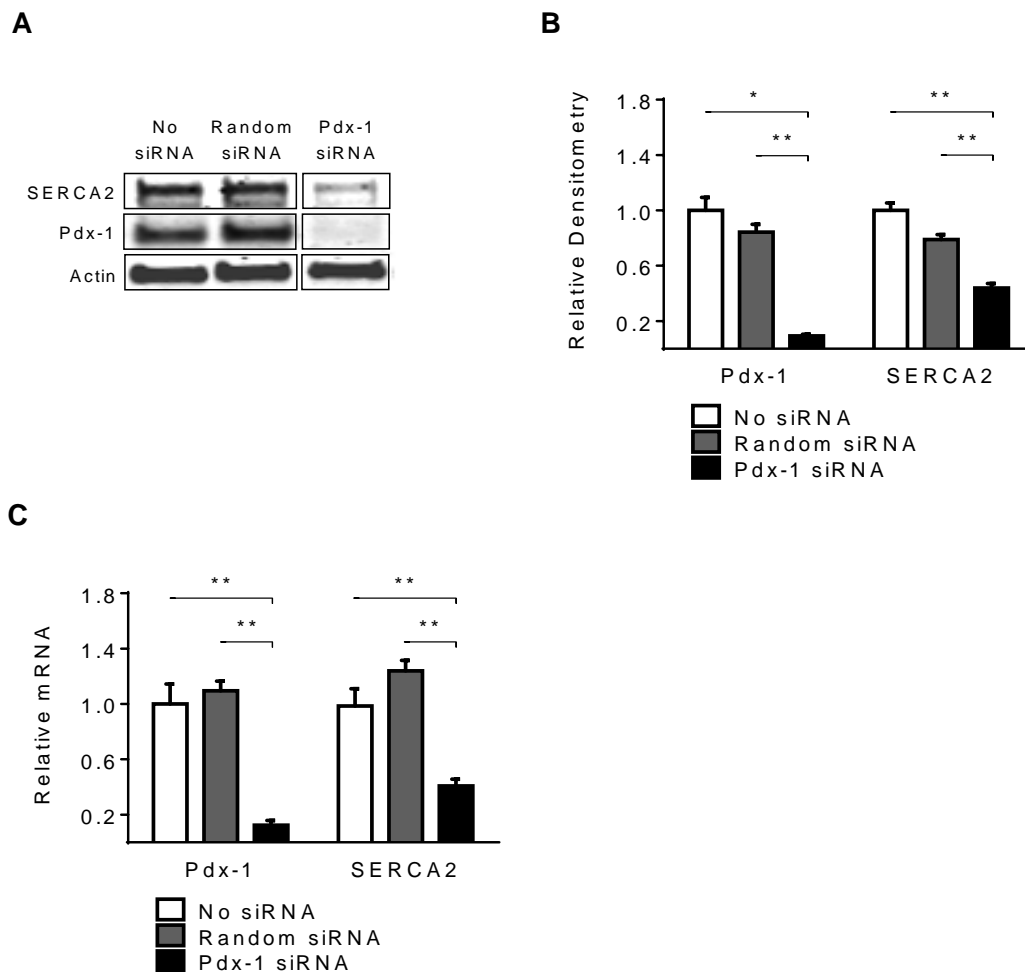 A
No Random Pdx-1
siRNA siRNA siRNA
SERCA2
Pdx-1
Actin
B
Relative Densitometry
1.8
1.4
1.0
0.6
0.2
* **
** **
Pdx-1 SERCA2
No siRNA
Random siRNA
Pdx-1 siRNA
C
Relative mRNA
1.8
1.4
1.0
0.6
0.2
** **
** **
Pdx-1 SERCA2
No siRNA
Random siRNA
Pdx-1 siRNA